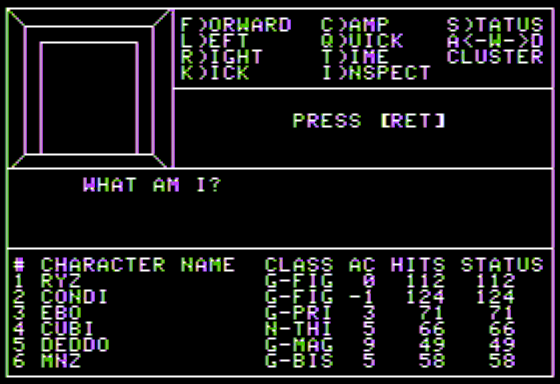 F)ORWARD C)AMP S)TATUS
L)EFT Q)UICK A<-W->D
R)IGHT T)IME CLUSTER
K)ICK I)NSPECT
PRESS [RET]
WHAT AM I?
# CHARACTER NAME CLASS AC HITS STATUS
1 RYZ G-FIG 0 112 112
2 CONDI G-FIG -1 124 124
3 EBO G-PRI 3 71 71
4 CUBI N-THI 5 66 66
5 DEDDO G-MAG 9 49 49
6 MNZ G-BIS 5 58 58